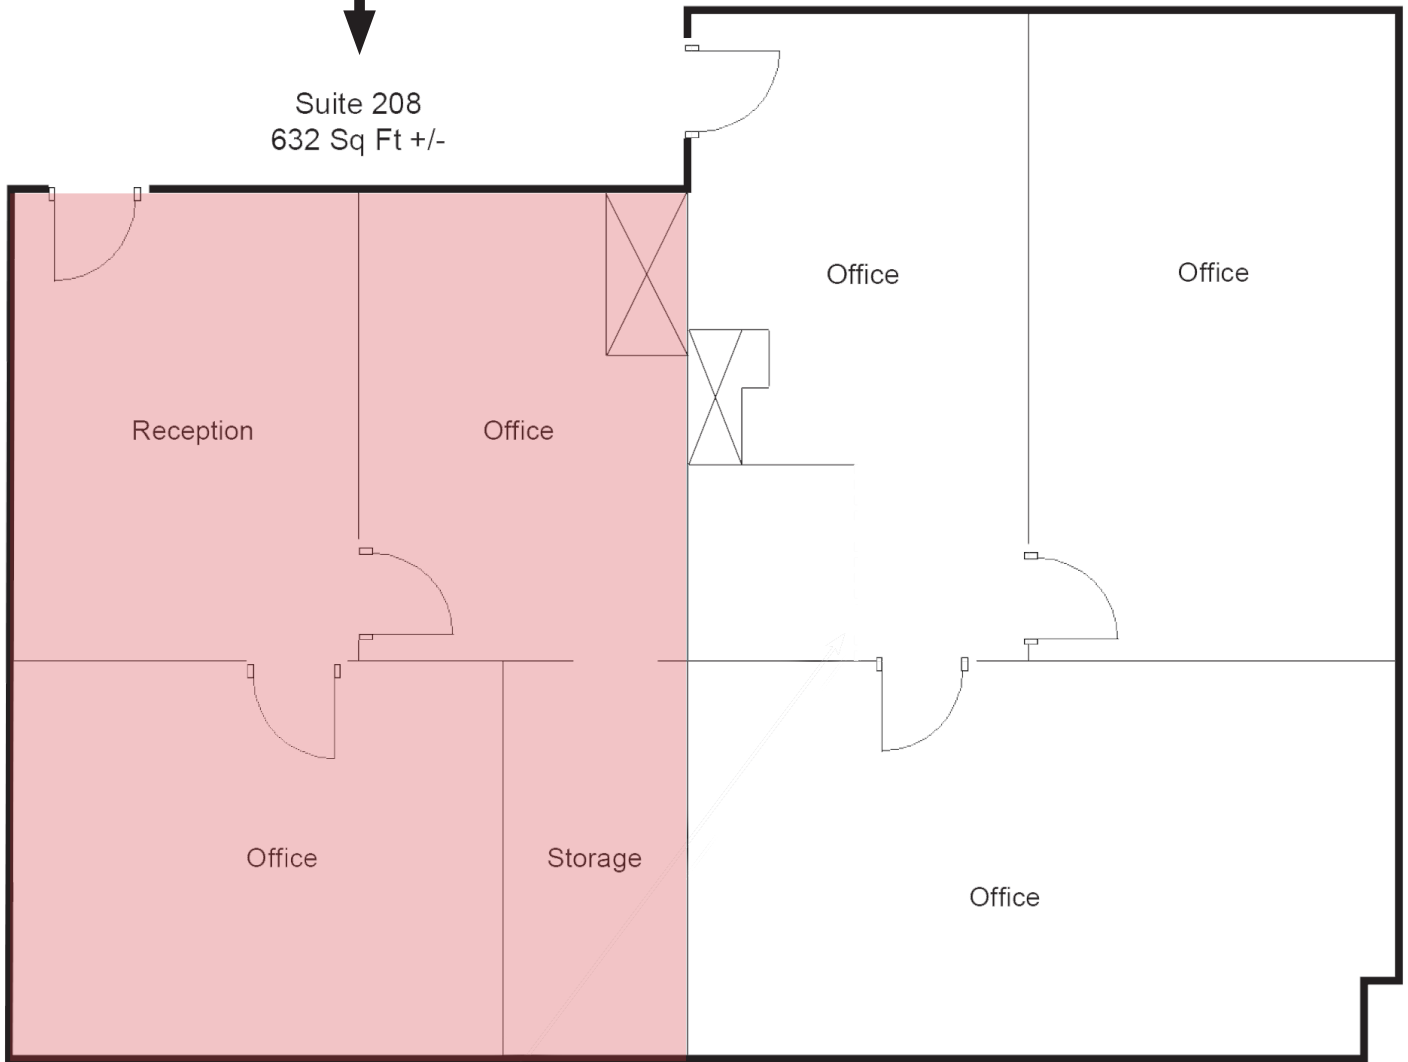 Suite 208
632 Sq Ft +/-
Office
Office
Reception
Office
Office
Storage
Office